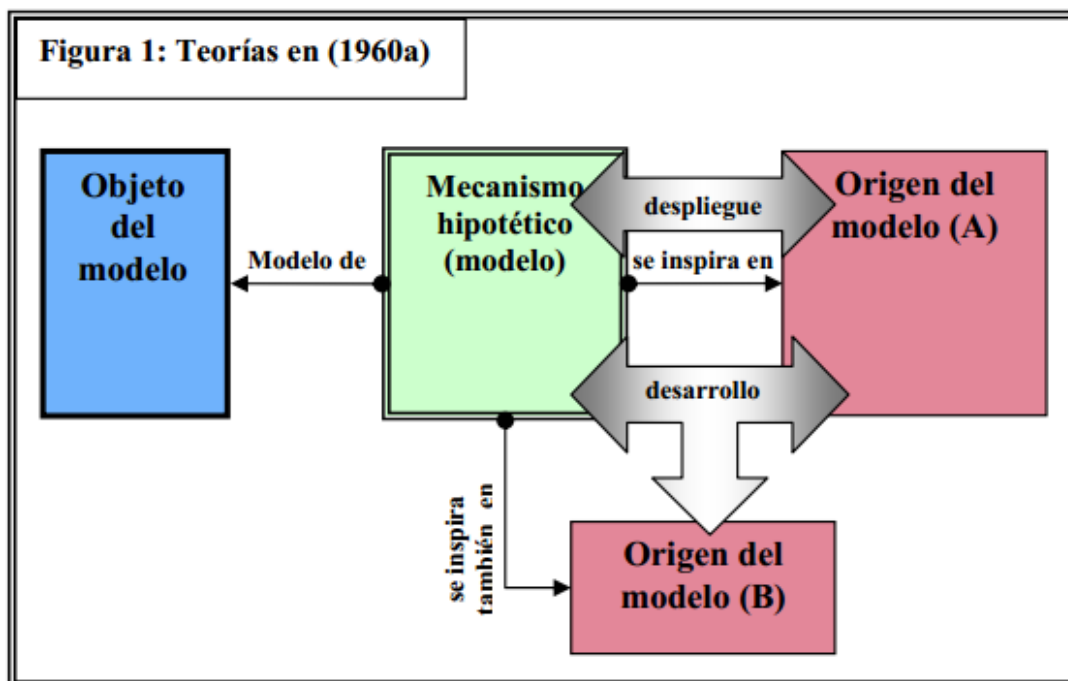 Figura 1: Teorías en (1960a)
Objeto
del
modelo
Modelo de
Mecanismo
hipotético
(modelo)
despliegue
se inspira en
desarrollo
Origen del
modelo (A)
se inspira
también en
Origen del
modelo (B)